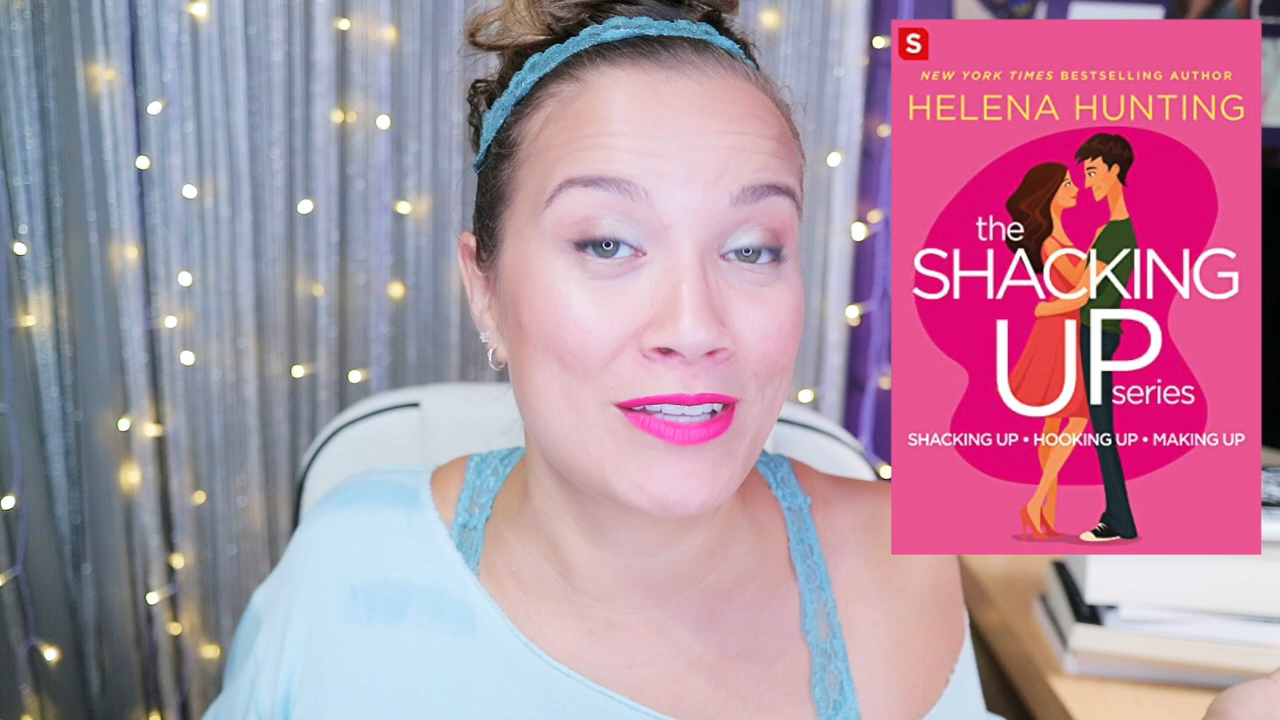 S
NEW YORK TIMES BESTSELLING AUTHOR
HELENA HUNTING
the
SHACKING
UP
series
SHACKING UP • HOOKING UP • MAKING UP